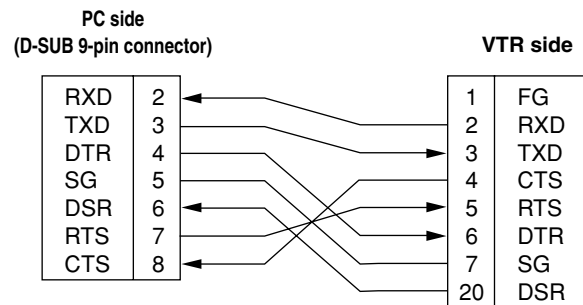 PC side
(D-SUB 9-pin connector)
VTR side
RXD 2
TXD 3
DTR 4
SG 5
DSR 6
RTS 7
CTS 8
1 FG
2 RXD
3 TXD
4 CTS
5 RTS
6 DTR
7 SG
20 DSR